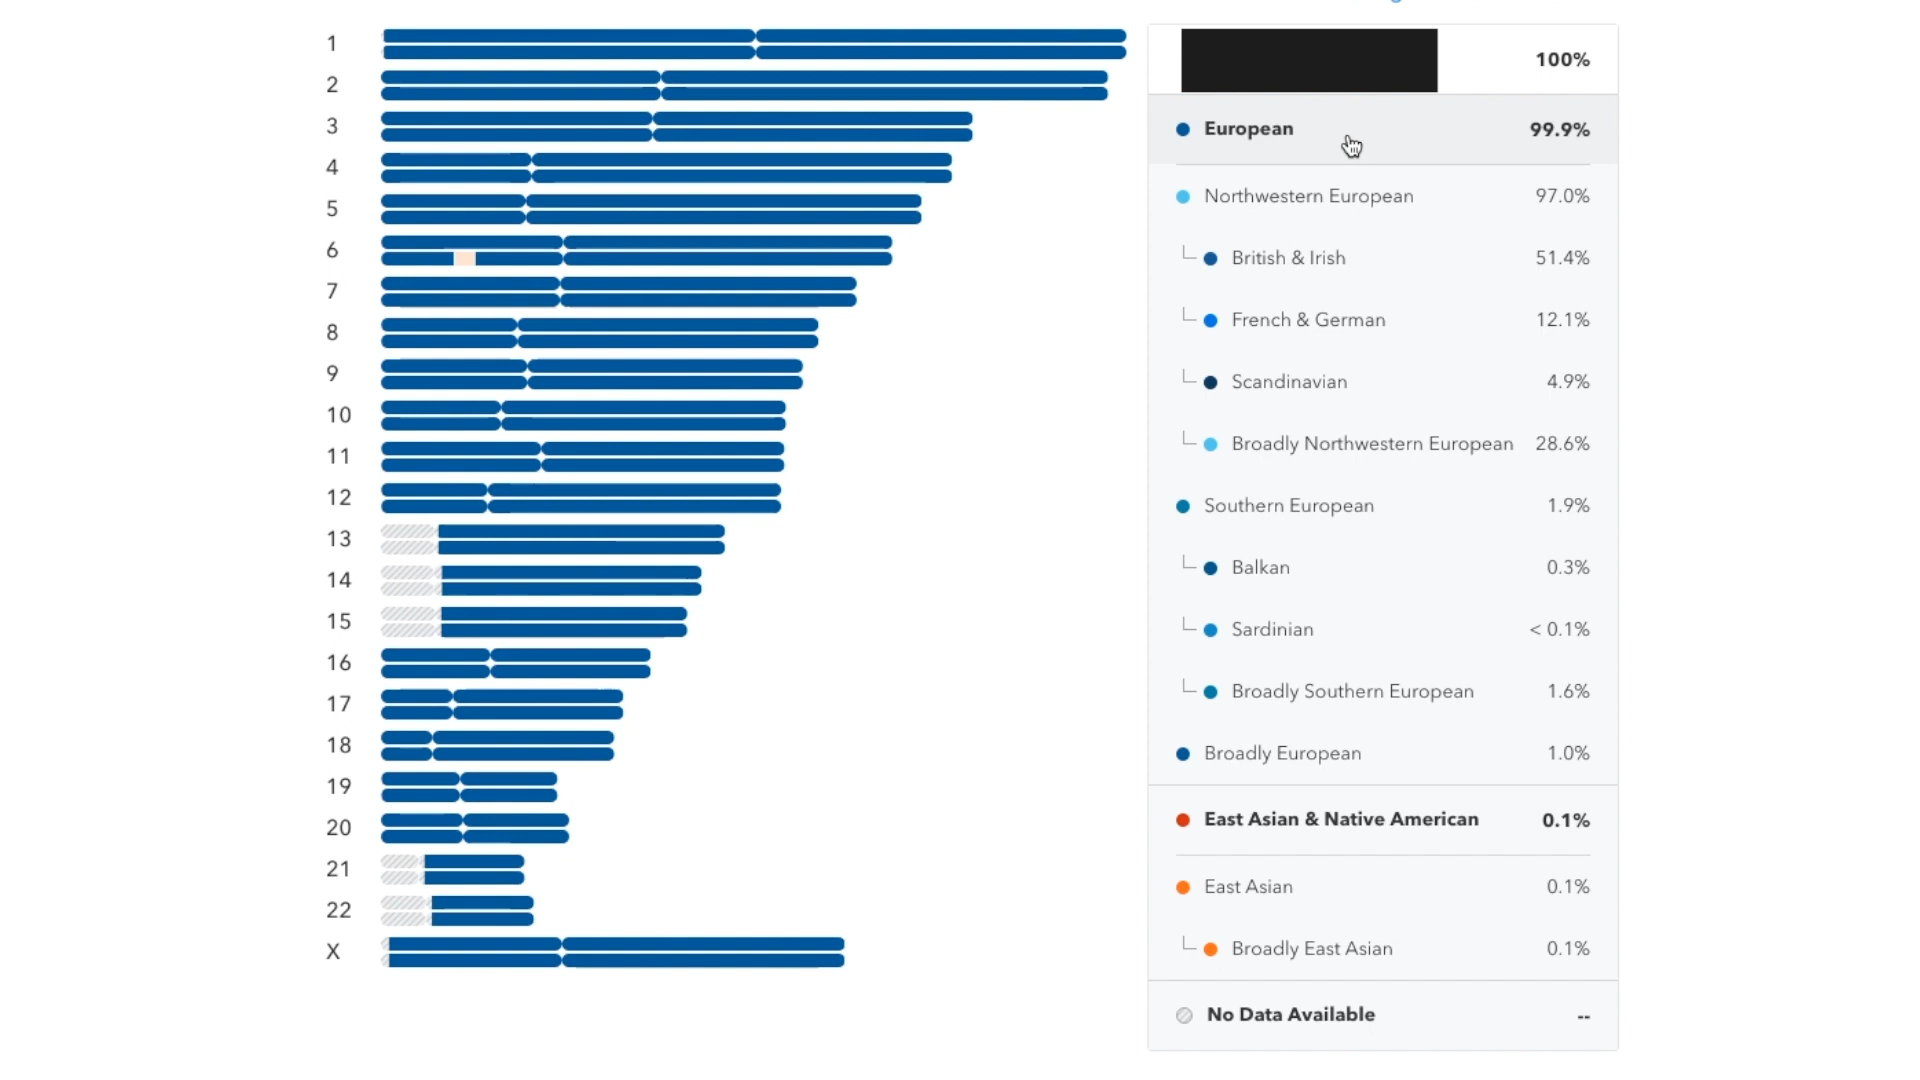 1
2
3
4
5
6
7
8
9
10
11
12
13
14
15
16
17
18
19
20
21
22
X
100%
European 99.9%
Northwestern European 97.0%
British & Irish 51.4%
French & German 12.1%
Scandinavian 4.9%
Broadly Northwestern European 28.6%
Southern European 1.9%
Balkan 0.3%
Sardinian < 0.1%
Broadly Southern European 1.6%
Broadly European 1.0%
East Asian & Native American 0.1%
East Asian 0.1%
Broadly East Asian 0.1%
No Data Available --